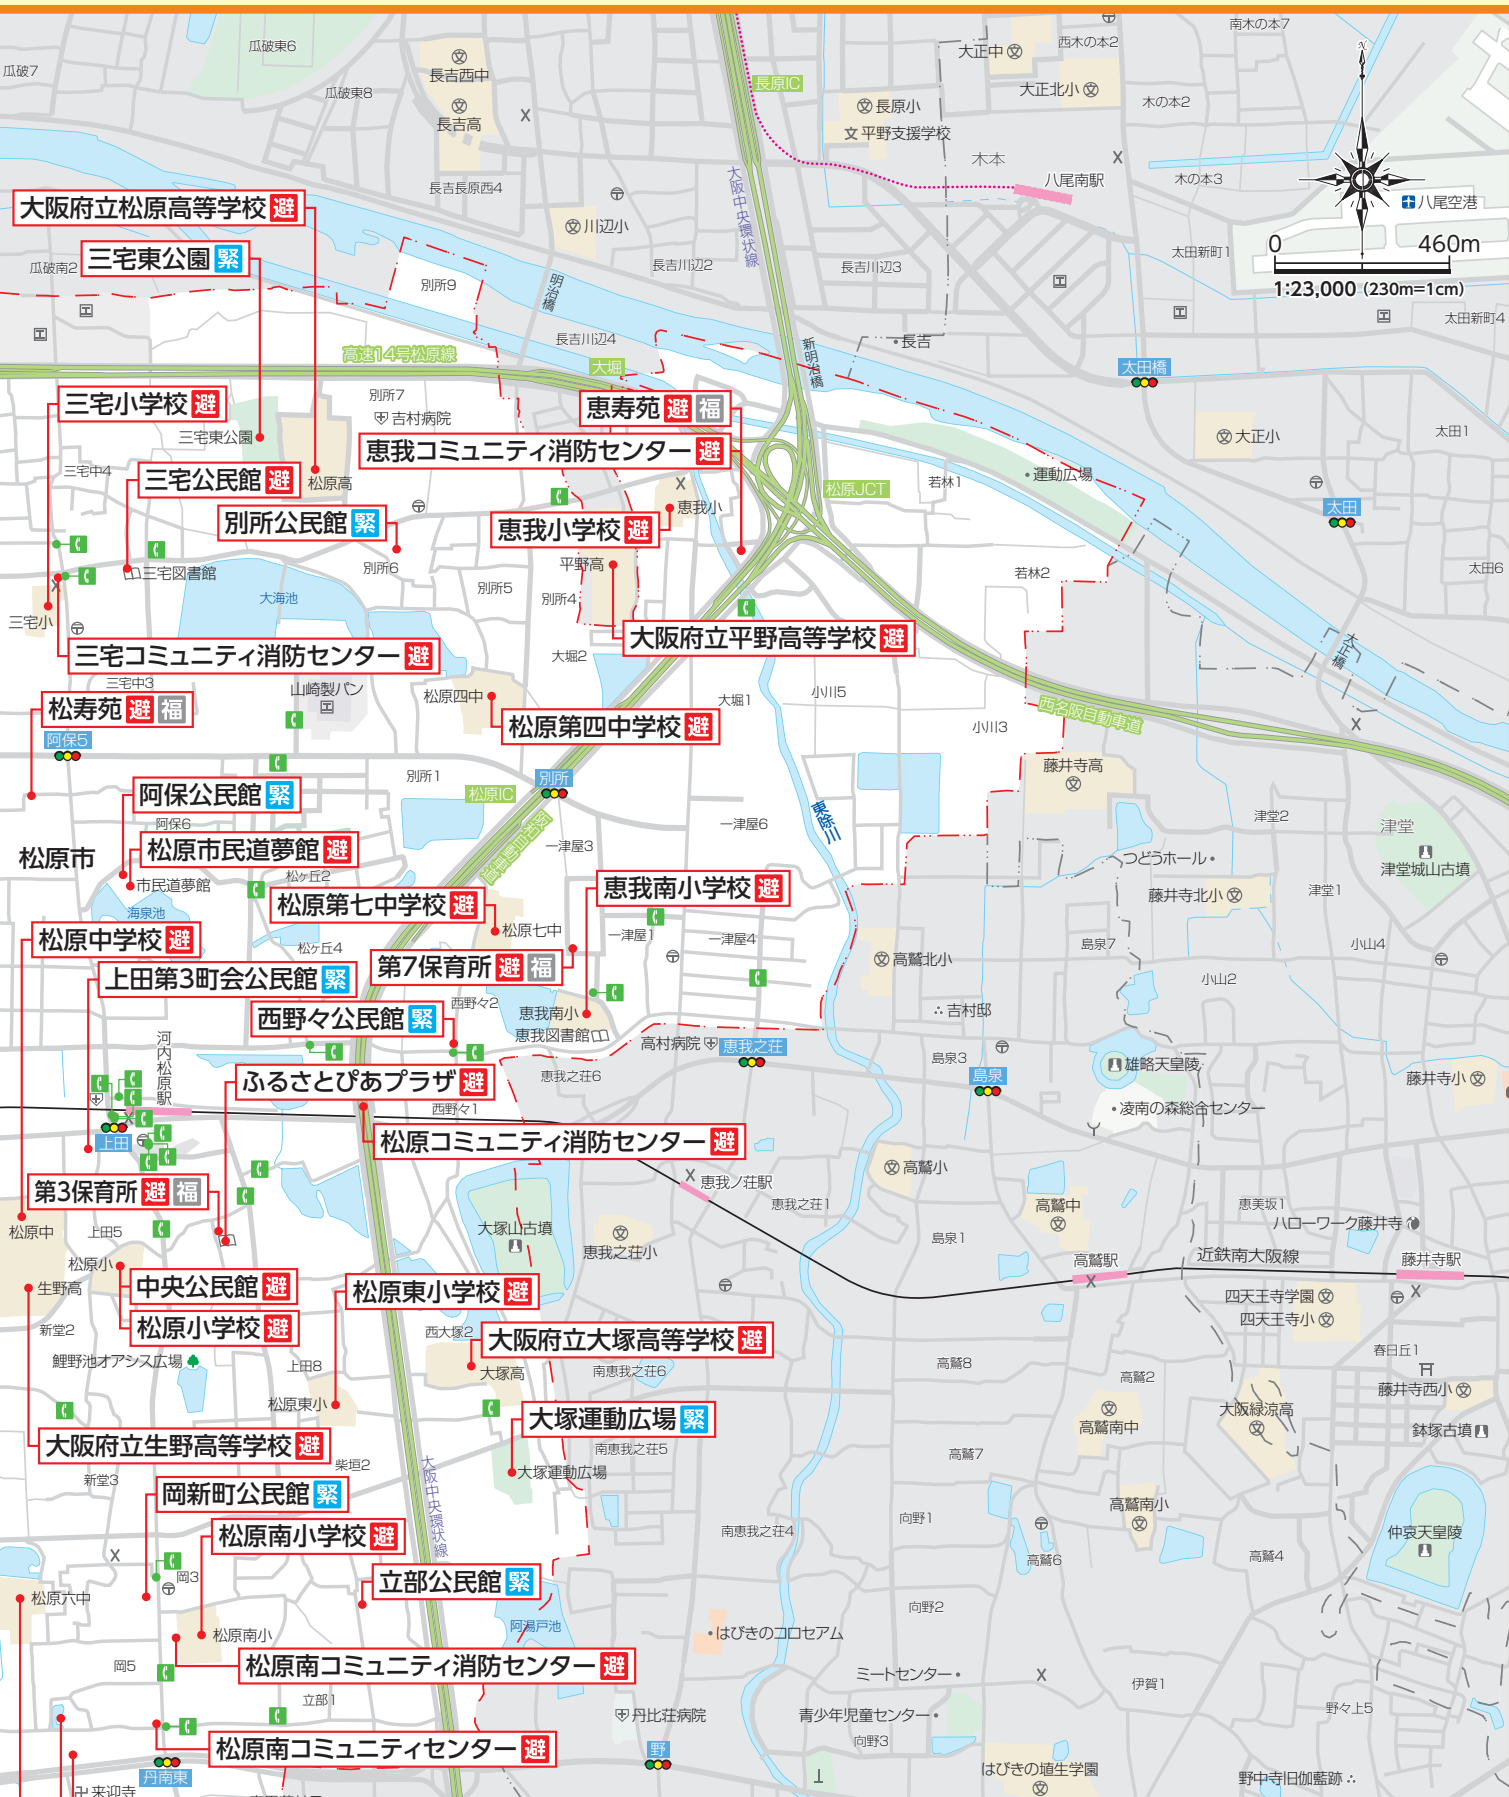 瓜破東6
南木の本7
瓜破7
長吉西中
大正中
西木の本2
瓜破東8
長原IC
大正北小
長吉高
長原小
木の本2
平野支援学校
木本
N
大阪中央環状線
八尾南駅
木の本3
長吉長原西4
八尾空港
大阪府立松原高等学校 避
川辺小
0 460m
三宅東公園 緊
瓜破南2
長吉川辺2
長吉川辺3
太田新町1
別所9
明治橋
1:23,000 (230m=1cm)
太田新町4
長吉川辺4
新明治橋
長吉
高速14号松原線
大堀
太田橋
三宅小学校 避
別所7
吉村病院
恵寿苑 避 福
三宅東公園
恵我コミュニティ消防センター 避
大正小
太田1
三宅中4
三宅公民館 避
松原高
松原JCT
若林1
運動広場
別所公民館 緊
恵我小学校 避
恵我小
太田
平野高
三宅図書館
別所6
別所5
別所4
若林2
太田6
大海池
三宅小
大阪府立平野高等学校 避
三宅コミュニティ消防センター 避
大堀2
大正橋
三宅中3
山崎製パン
松原四中
大堀1
小川5
松寿苑 避 福
松原第四中学校 避
小川3
西名阪自動車道
阿保5
別所1
別所
藤井寺高
阿保公民館 緊
松原IC
東除川
阿保6
一津屋6
津堂2
津堂
松原市
松原市民道夢館 避
一津屋3
つどうホール
津堂城山古墳
市民道夢館
松ヶ丘2
恵我南小学校 避
藤井寺北小
津堂1
海泉池
松原第七中学校 避
松原七中
松原中学校 避
松ヶ丘4
一津屋1
一津屋4
島泉7
小山4
上田第3町会公民館 緊
第7保育所 避 福
高鷲北小
小山2
西野々2
西野々公民館 緊
恵我南小
吉村邸
恵我図書館
河内松原駅
高村病院
恵我之荘
島泉3
雄略天皇陵
ふるさとぴあプラザ 避
恵我之荘6
島泉
藤井寺小
西野々1
凌南の森総合センター
上田
松原コミュニティ消防センター 避
高鷲小
第3保育所 避 福
恵我ノ荘駅
恵我之荘1
高鷲中
恵美坂1
松原中
上田5
大塚山古墳
恵我之荘小
島泉1
ハローワーク藤井寺
松原小
高鷲駅
近鉄南大阪線
藤井寺駅
生野高
中央公民館 避
松原東小学校 避
四天王寺学園
四天王寺小
新堂2
松原小学校 避
西大塚2
大阪府立大塚高等学校 避
春日丘1
鯉野池オアシス広場
上田8
大塚高
南恵我之荘6
高鷲8
高鷲2
藤井寺西小
松原東小
大塚運動広場 緊
高鷲南中
大阪緑涼高
鉢塚古墳
大阪府立生野高等学校 避
柴垣2
大阪中央環状線
南恵我之荘5
高鷲7
新堂3
大塚運動広場
岡新町公民館 緊
高鷲南小
松原南小学校 避
向野1
南恵我之荘4
仲哀天皇陵
岡3
立部公民館 緊
高鷲6
高鷲4
松原六中
向野2
阿湯戸池
松原南小
はびきのコロセアム
岡5
松原南コミュニティ消防センター 避
ミートセンター
伊賀1
立部1
丹比荘病院
青少年児童センター
野々上5
松原南コミュニティセンター 避
向野3
野
丹南東
はびきの埴生学園
野中寺旧伽藍跡
来迎寺